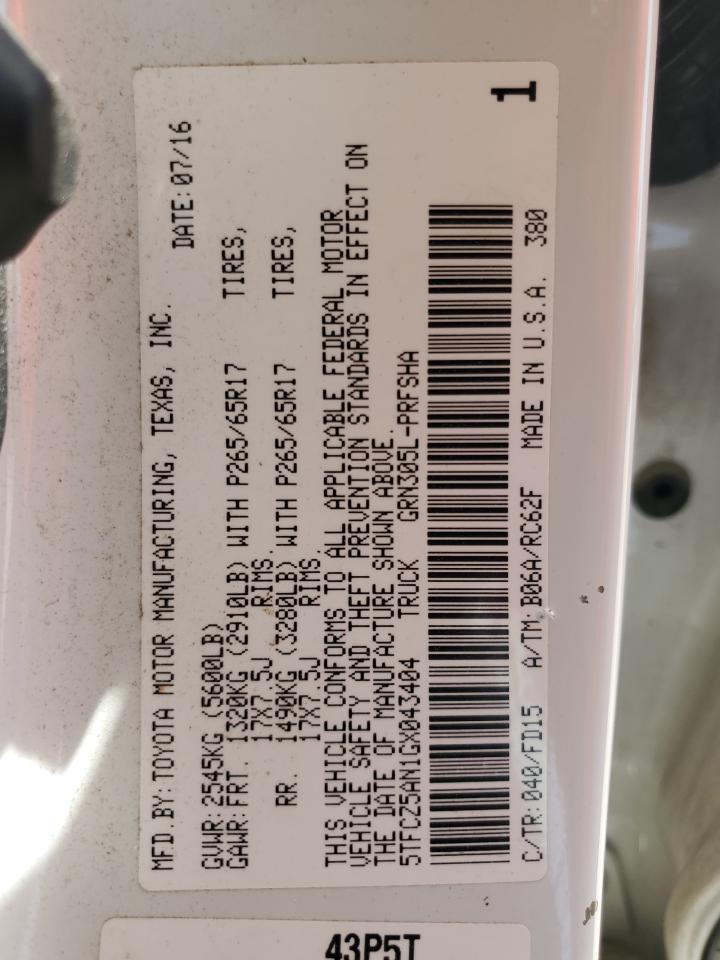 MFD.BY:TOYOTA MOTOR MANUFACTURING, TEXAS, INC.
DATE:07/16
GVWR:2545KG (5600LB)
GAWR:FRT. 1320KG (2910LB) WITH P265/65R17 TIRES,
17X7.5J RIMS.
RR. 1490KG (3280LB) WITH P265/65R17 TIRES,
17X7.5J RIMS.
THIS VEHICLE CONFORMS TO ALL APPLICABLE FEDERAL MOTOR
VEHICLE SAFETY AND THEFT PREVENTION STANDARDS IN EFFECT ON
THE DATE OF MANUFACTURE SHOWN ABOVE.
5TFCZ5AN1GX043404 TRUCK GRN305L-PRFSHA
1
C/TR:040/FD15 A/TM:B06A/RC62F MADE IN U.S.A. 380
43P5T